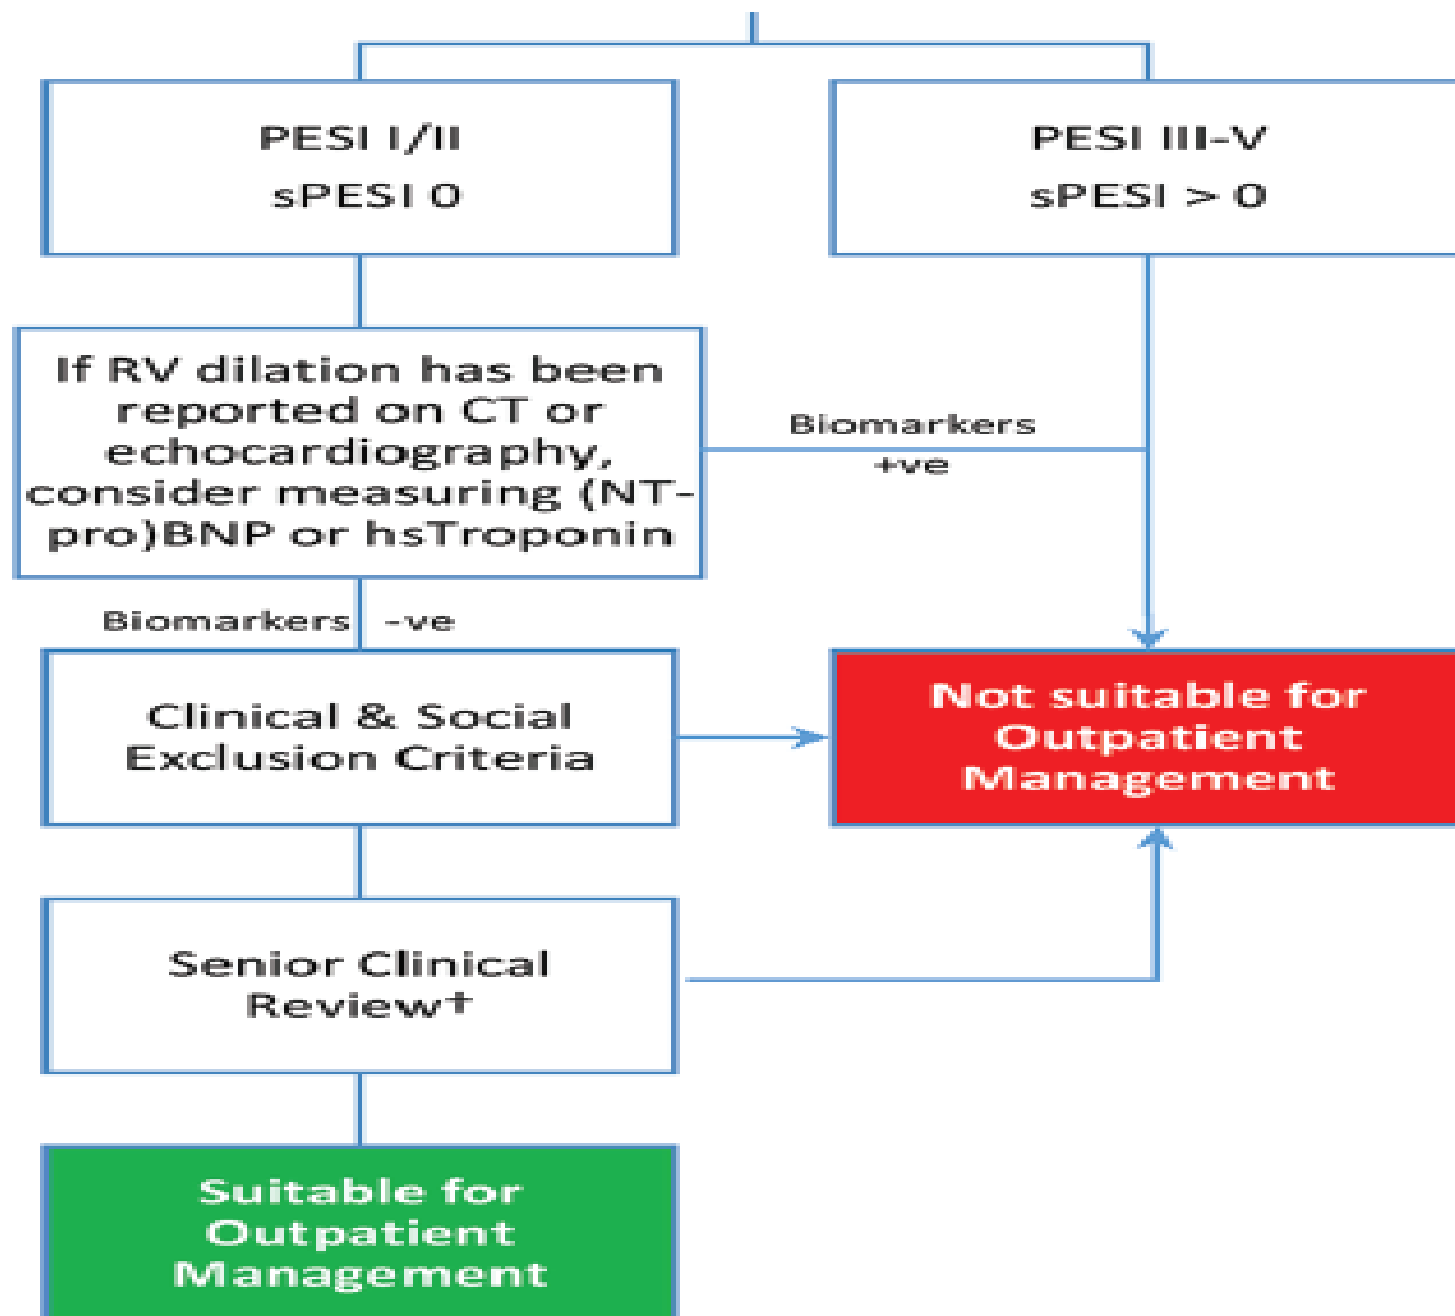 PESI I/II
sPESI 0
PESI III-V
sPESI > 0
If RV dilation has been
reported on CT or
echocardiography,
consider measuring (NT-
pro)BNP or hsTroponin
Biomarkers
+ve
Biomarkers -ve
Clinical & Social
Exclusion Criteria
Not suitable for
Outpatient
Management
Senior Clinical
Review†
Suitable for
Outpatient
Management